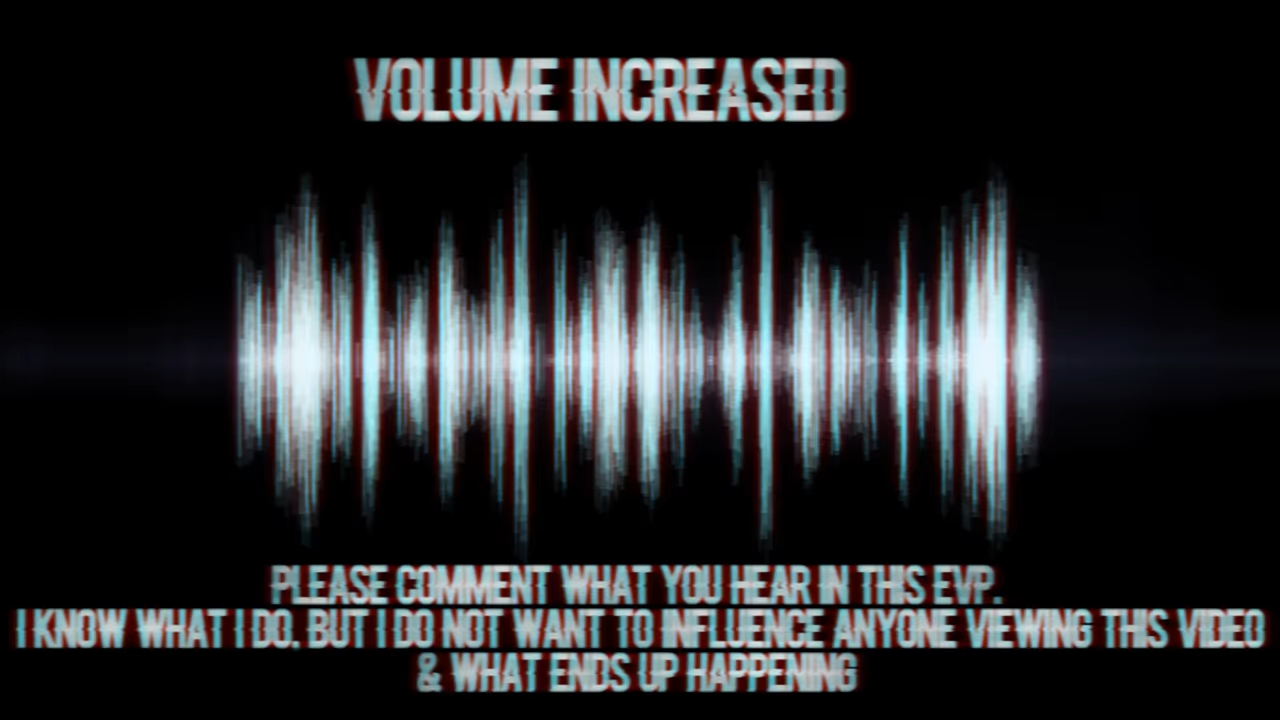 VOLUME INCREASED
PLEASE COMMENT WHAT YOU HEAR IN THIS EVP.
I KNOW WHAT I DO. BUT I DO NOT WANT TO INFLUENCE ANYONE VIEWING THIS VIDEO
& WHAT ENDS UP HAPPENING